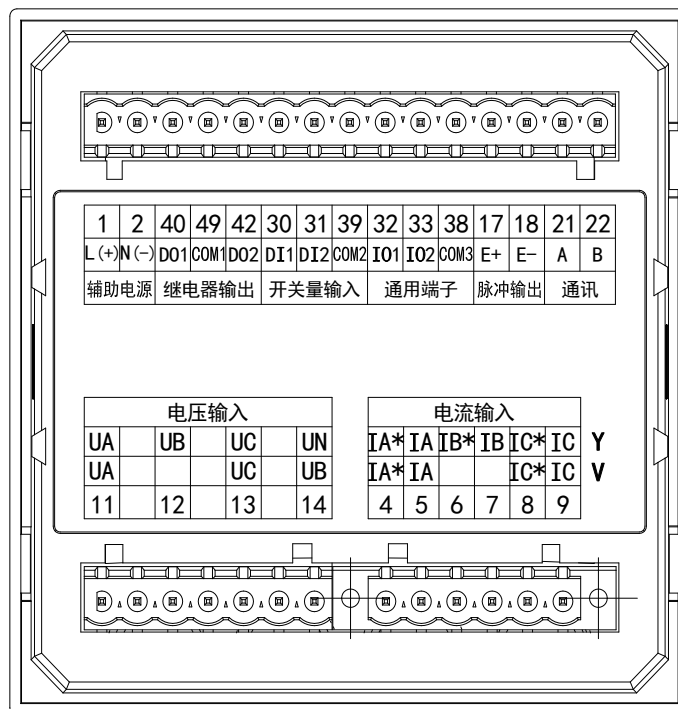 1 2 40 49 42 30 31 39 32 33 38 17 18 21 22
L(+) N(-) DO1 COM1 DO2 DI1 DI2 COM2 IO1 IO2 COM3 E+ E- A B
辅助电源 继电器输出 开关量输入 通用端子 脉冲输出 通讯
电压输入 电流输入
UA UB UC UN IA* IA IB* IB IC* IC Y
UA UC UB IA* IA IC* IC V
11 12 13 14 4 5 6 7 8 9